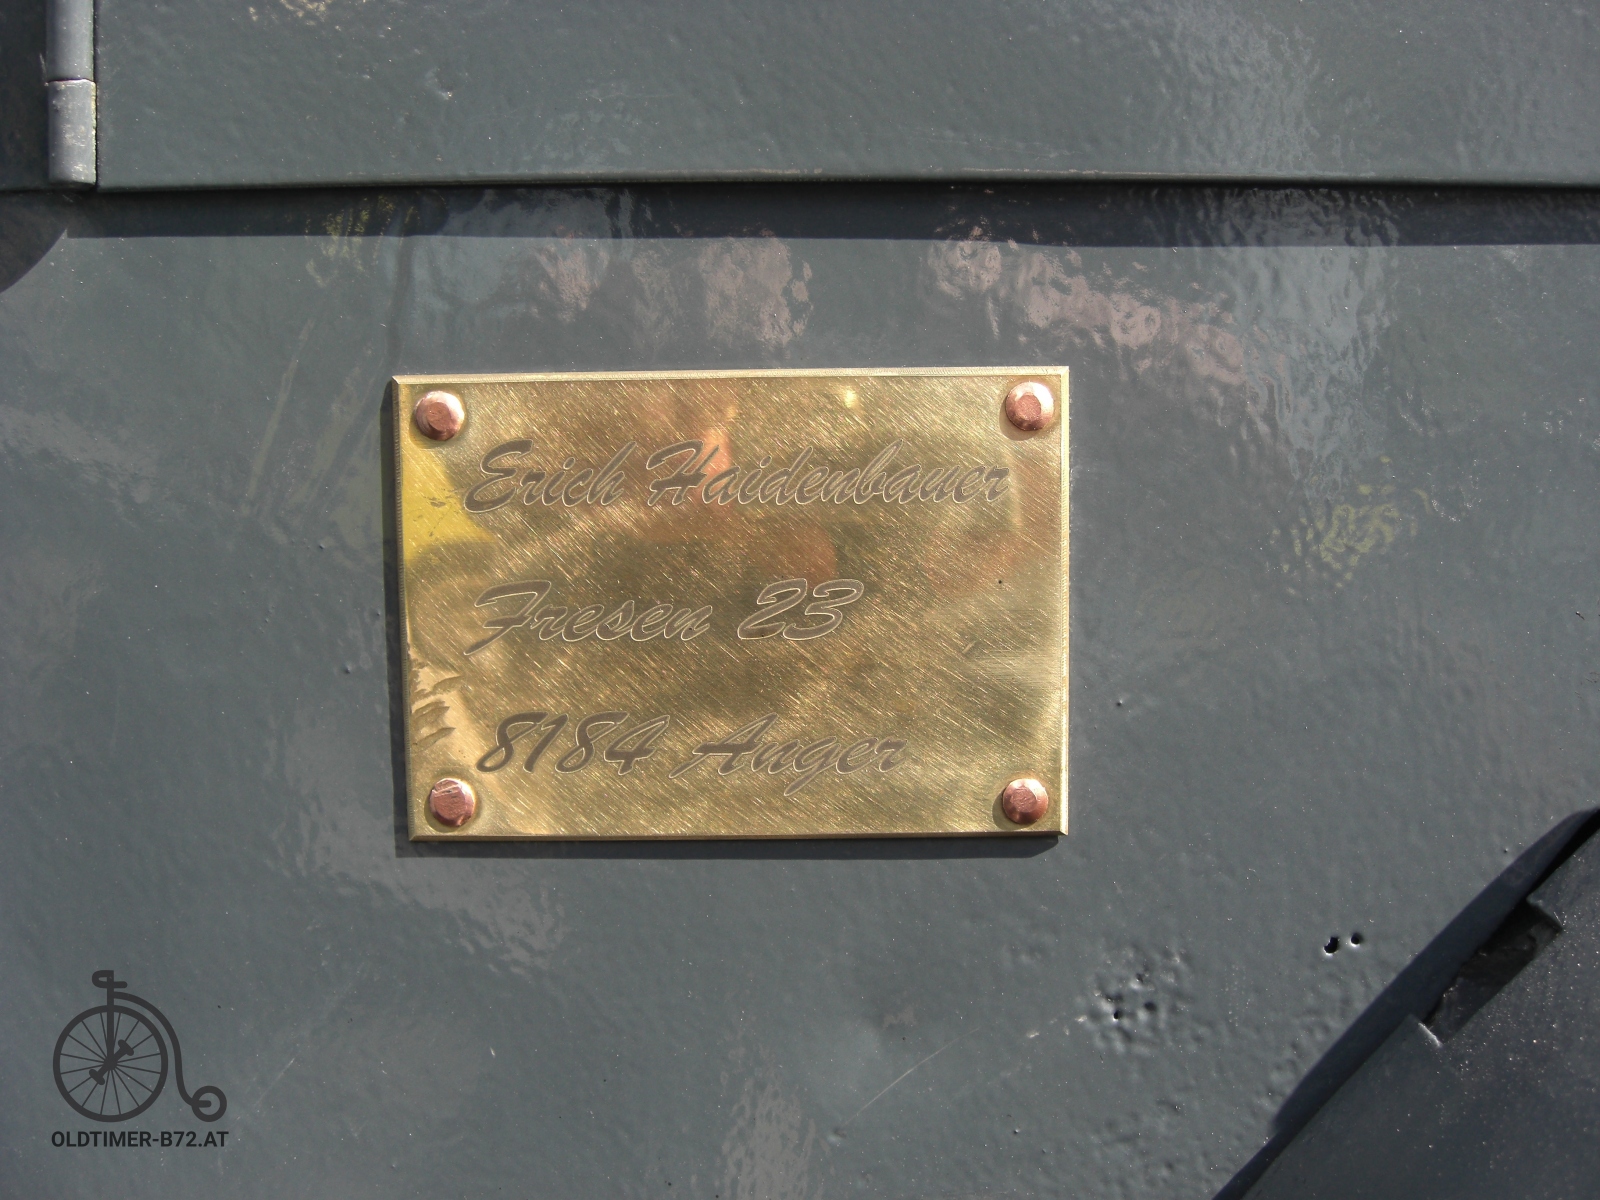 Erich Haidenbauer
Fresen 23
8184 Anger
OLDTIMER-B72.AT